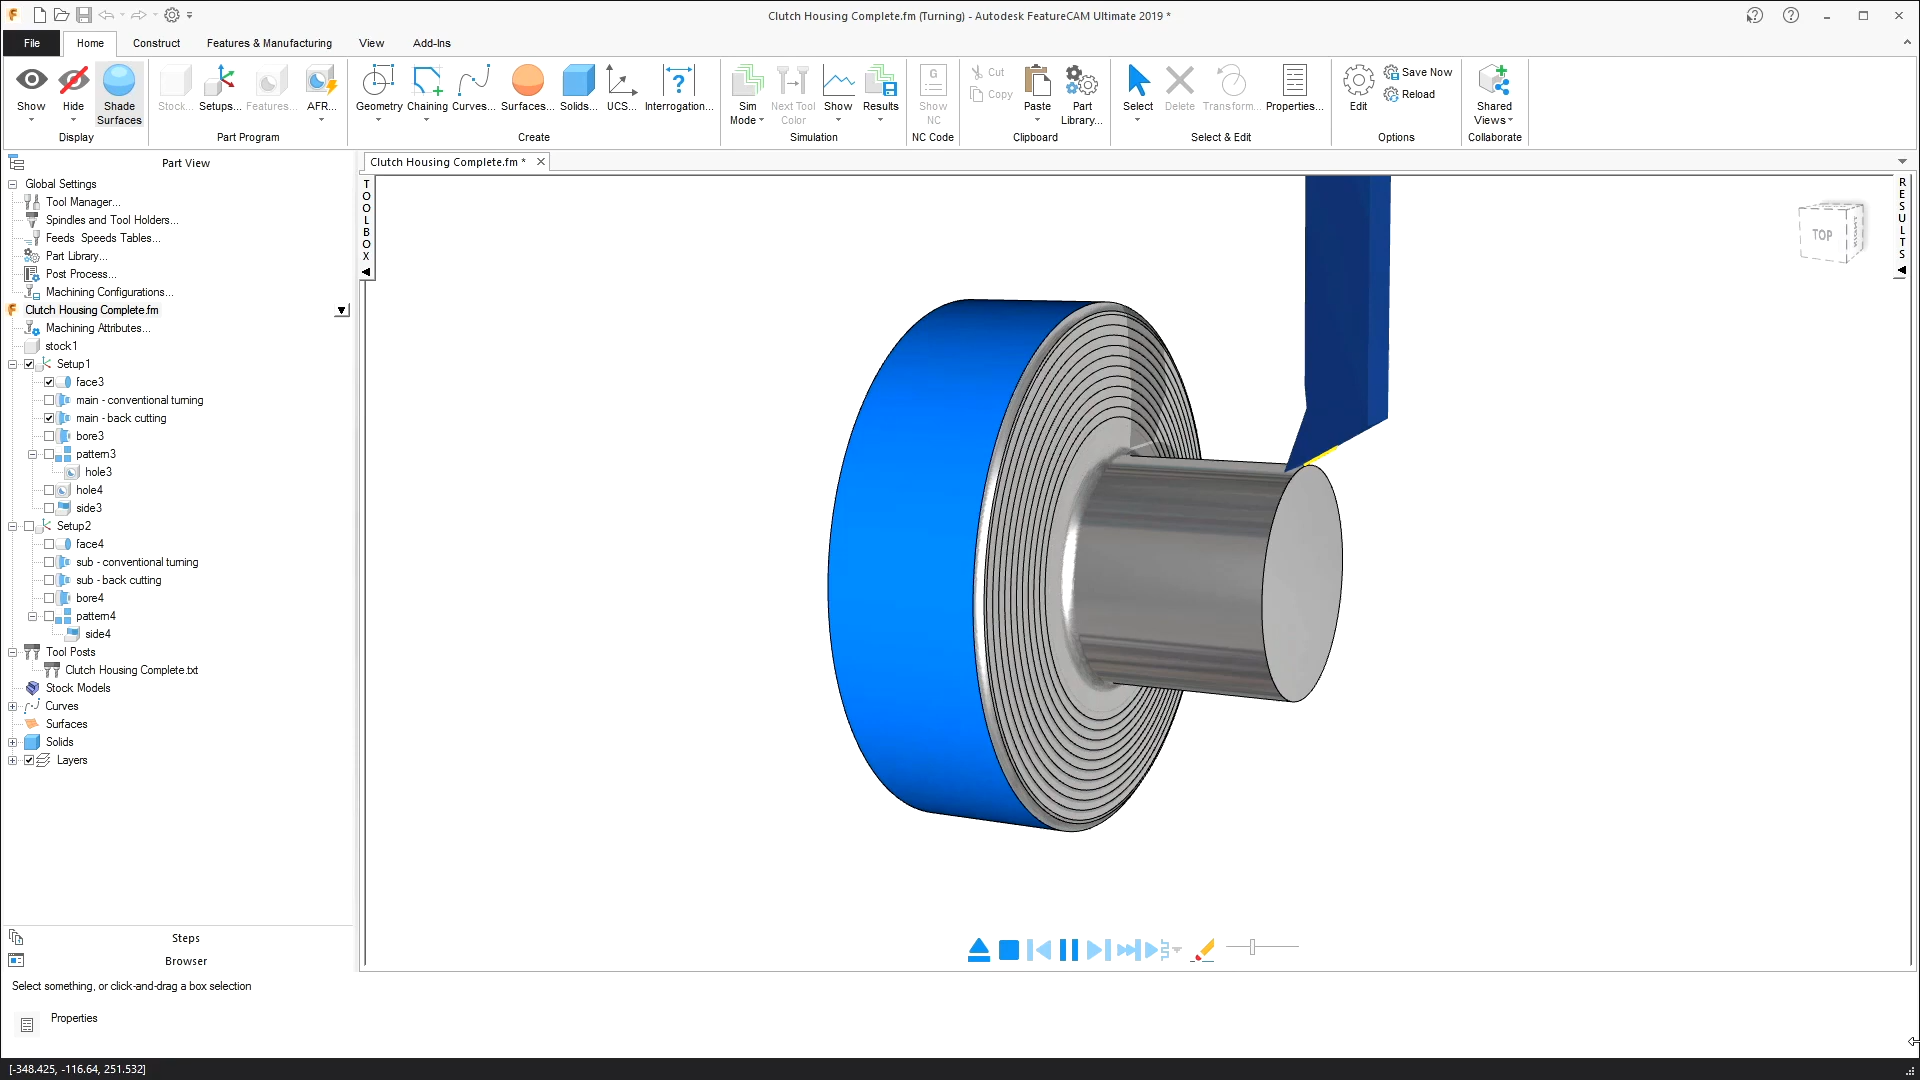 Clutch Housing Complete.fm (Turning) - Autodesk FeatureCAM Ultimate 2019 *
File Home Construct Features & Manufacturing View Add-Ins
Show Hide Shade Surfaces
Display
Stock... Setups... Features... AFR...
Part Program
Geometry Chaining Curves... Surfaces... Solids... UCS... Interrogation...
Create
Sim Mode Next Tool Color Show Results
Simulation
G
Show NC
NC Code
Cut
Copy
Paste Part Library...
Clipboard
Select Delete Transform... Properties...
Select & Edit
Edit
Save Now
Reload
Options
Shared Views
Collaborate
Part View
Clutch Housing Complete.fm *
TOOLBOX
RESULTS
TOP
Global Settings
Tool Manager...
Spindles and Tool Holders...
Feeds Speeds Tables...
Part Library...
Post Process...
Machining Configurations...
Clutch Housing Complete.fm
Machining Attributes...
stock1
Setup1
face3
main - conventional turning
main - back cutting
bore3
pattern3
hole3
hole4
side3
Setup2
face4
sub - conventional turning
sub - back cutting
bore4
pattern4
side4
Tool Posts
Clutch Housing Complete.txt
Stock Models
Curves
Surfaces
Solids
Layers
Steps
Browser
Select something, or click-and-drag a box selection
Properties
[-348.425, -116.64, 251.532]